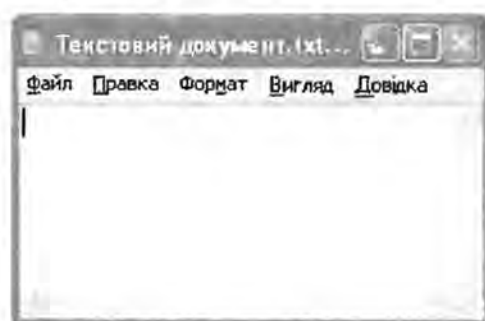 Текстовий документ.txt...
Файл Правка Формат Вигляд Довідка